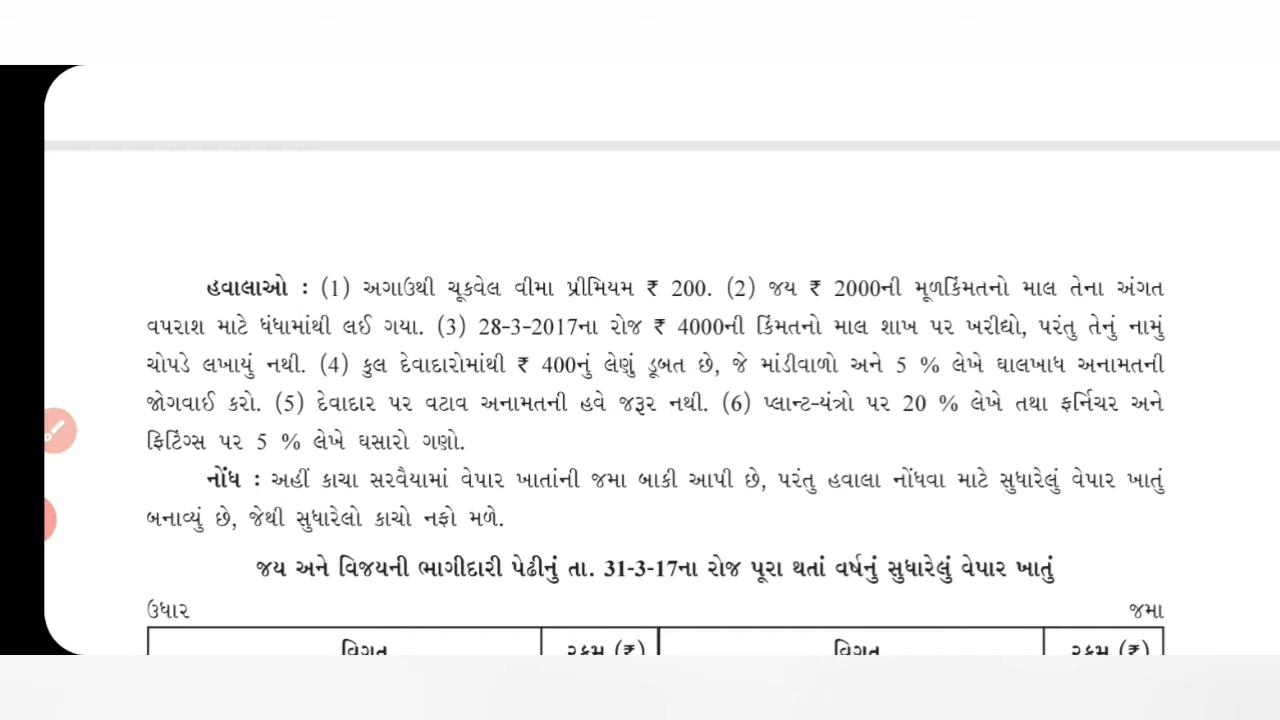 હવાલાઓ : (1) અગાઉથી ચૂકવેલ વીમા પ્રીમિયમ ₹ 200. (2) જય ₹ 2000ની મૂળકિંમતનો માલ તેના અંગત
વપરાશ માટે ધંધામાંથી લઈ ગયા. (3) 28-3-2017ના રોજ ₹ 4000ની કિંમતનો માલ શાખ પર ખરીદ્યો, પરંતુ તેનું નામું
ચોપડે લખાયું નથી. (4) કુલ દેવાદારોમાંથી ₹ 400નું લેણું ડૂબત છે, જે માંડીવાળો અને 5 % લેખે ઘાલખાધ અનામતની
જોગવાઈ કરો. (5) દેવાદાર પર વટાવ અનામતની હવે જરૂર નથી. (6) પ્લાન્ટ-યંત્રો પર 20 % લેખે તથા ફર્નિચર અને
ફિટિંગ્સ પર 5 % લેખે ઘસારો ગણો.
નોંધ : અહીં કાચા સરવૈયામાં વેપાર ખાતાંની જમા બાકી આપી છે, પરંતુ હવાલા નોંધવા માટે સુધારેલું વેપાર ખાતું
બનાવ્યું છે, જેથી સુધારેલો કાચો નફો મળે.
જય અને વિજયની ભાગીદારી પેઢીનું તા. 31-3-17ના રોજ પૂરા થતાં વર્ષનું સુધારેલું વેપાર ખાતું
ઉધાર જમા
વિગત રકમ (₹) વિગત રકમ (₹)